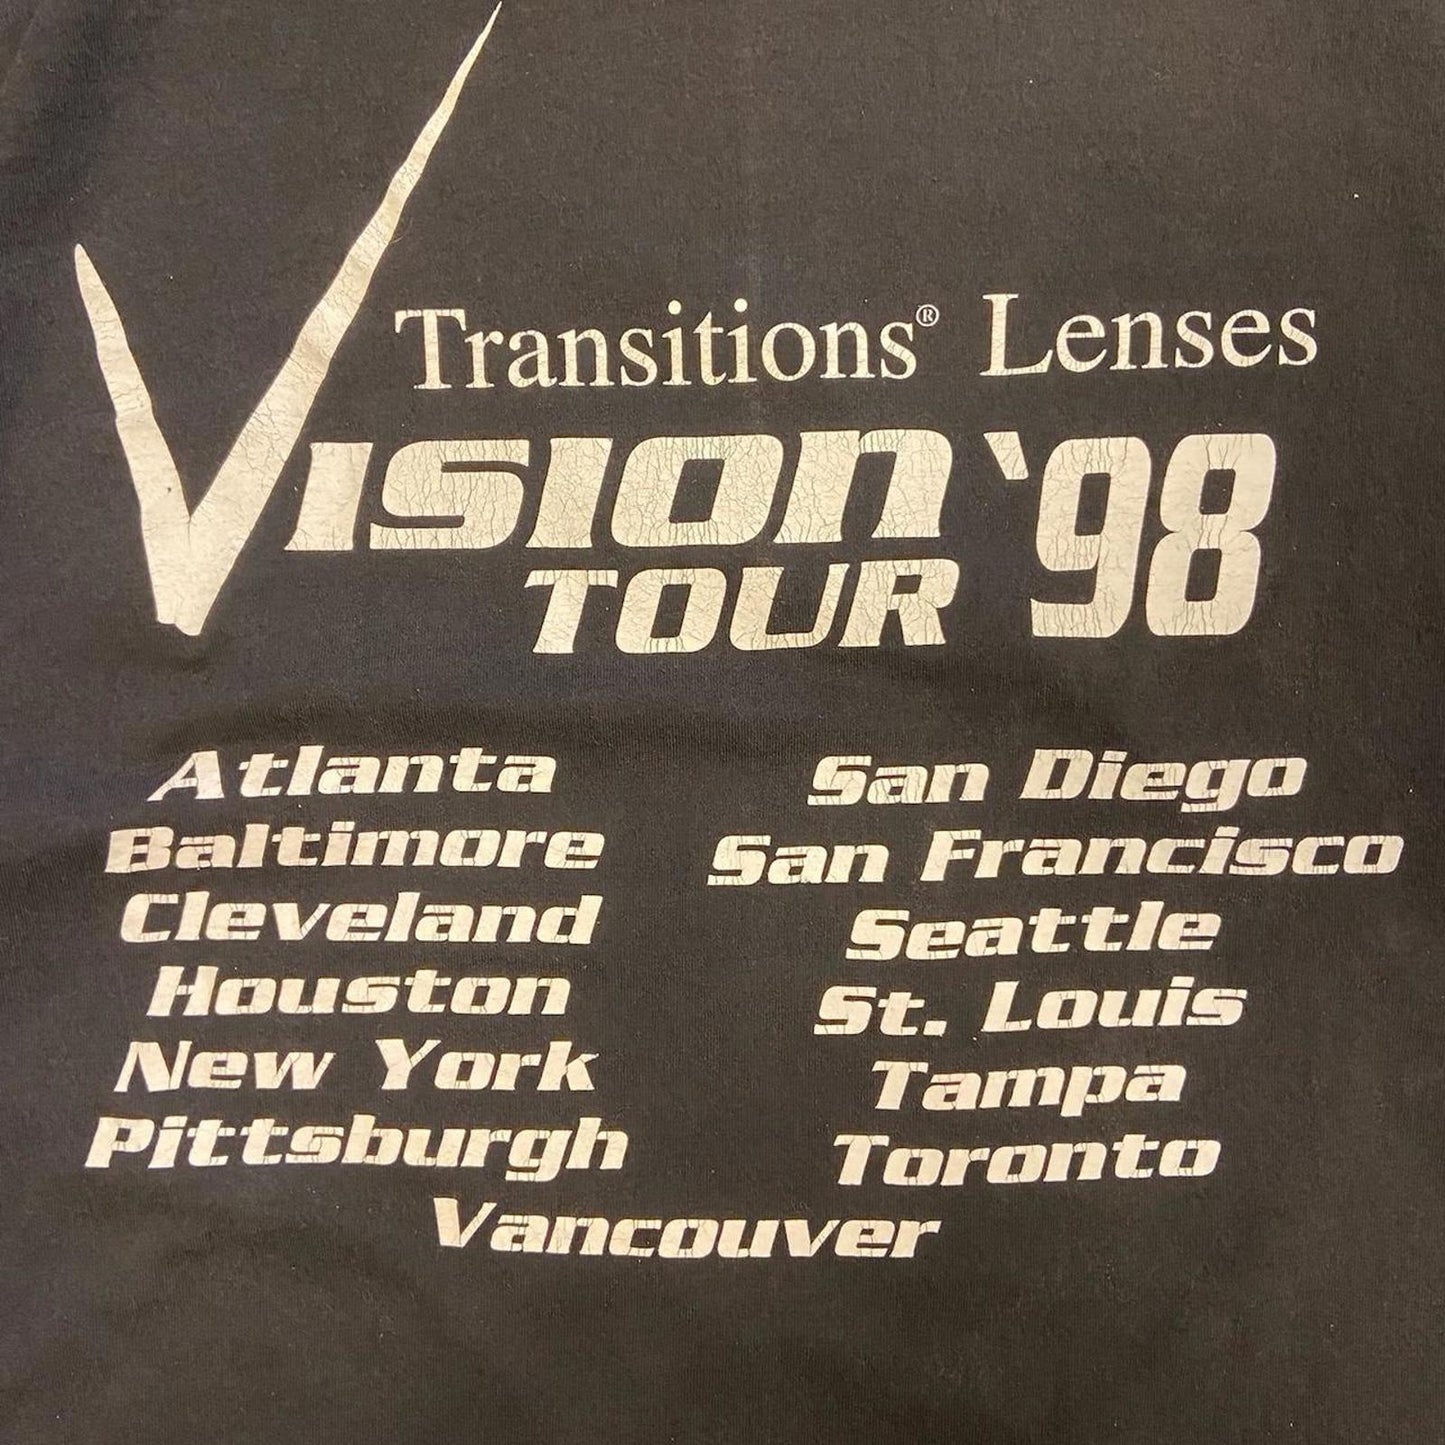 Transitions® Lenses
Vision '98
Tour
Atlanta
Baltimore
Cleveland
Houston
New York
Pittsburgh
San Diego
San Francisco
Seattle
St. Louis
Tampa
Toronto
Vancouver